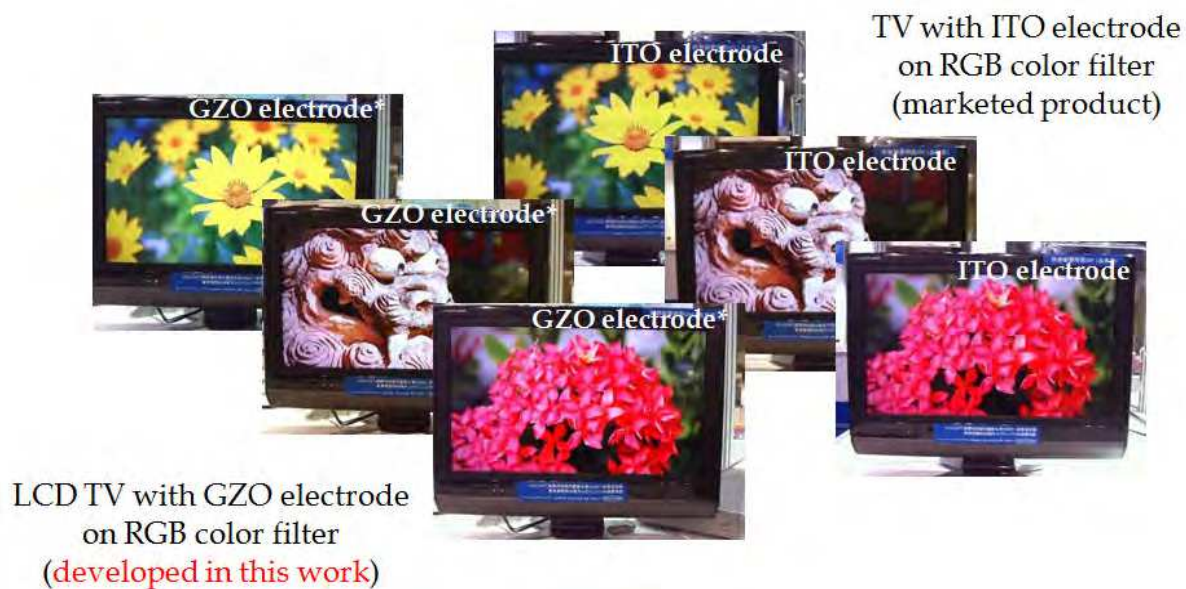 TV with ITO electrode
on RGB color filter
(marketed product)
ITO electrode
GZO electrode*
ITO electrode
GZO electrode*
ITO electrode
GZO electrode*
LCD TV with GZO electrode
on RGB color filter
(developed in this work)